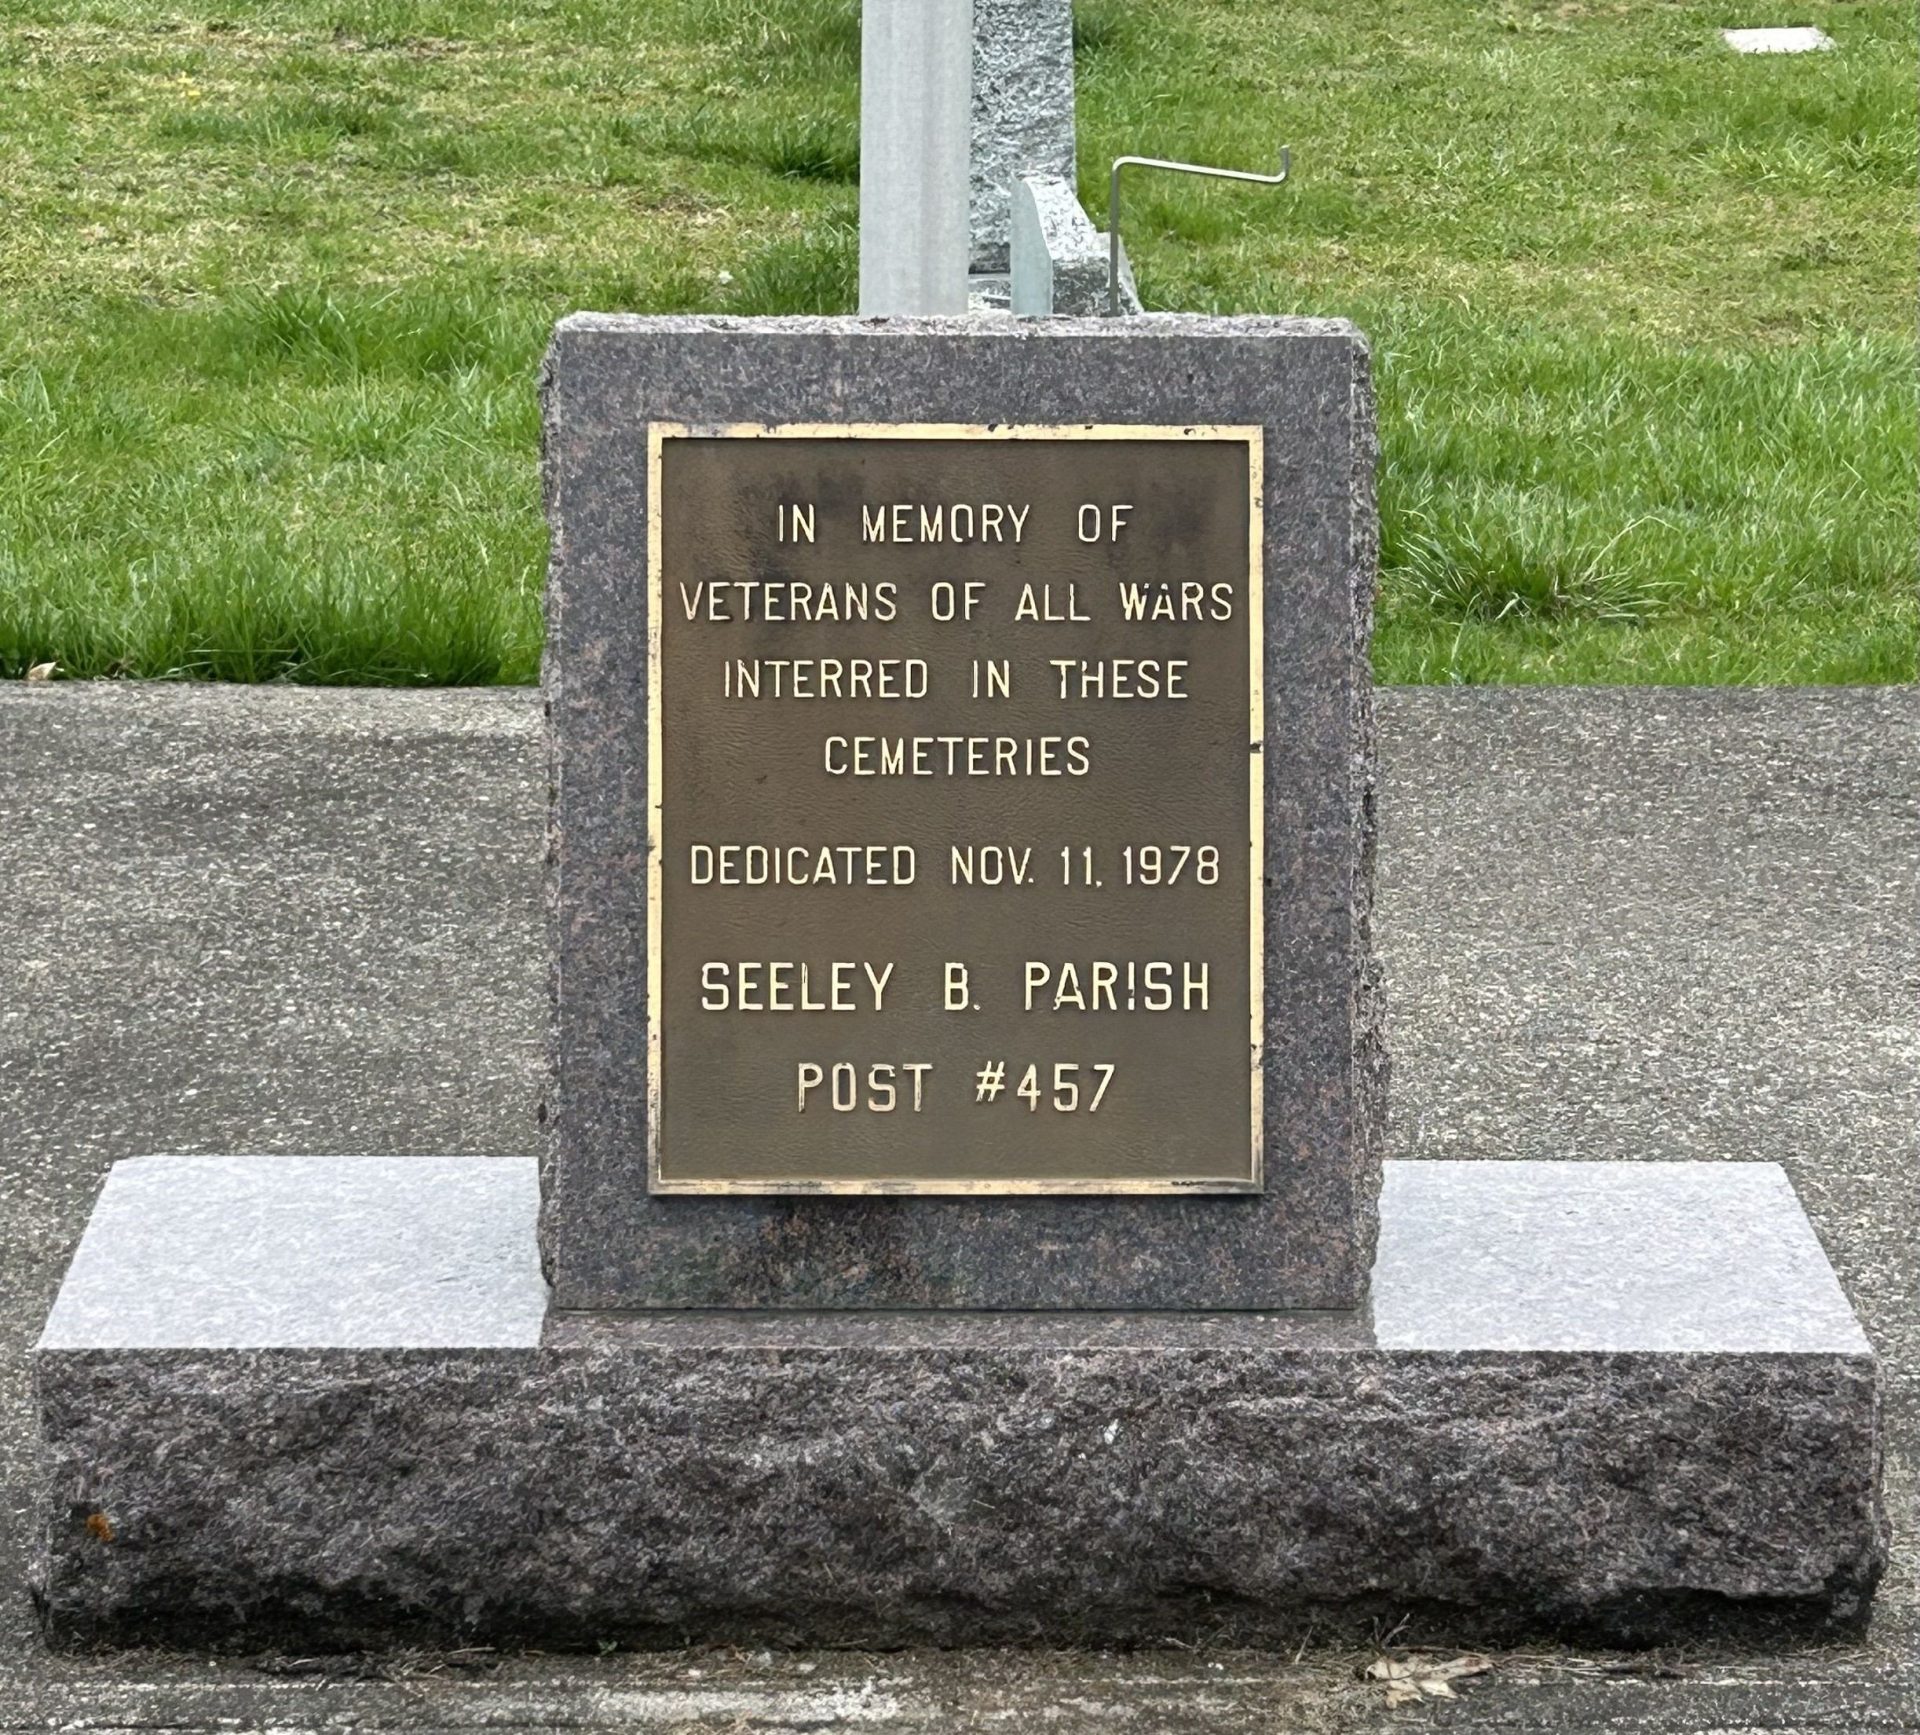 IN MEMORY OF
VETERANS OF ALL WARS
INTERRED IN THESE
CEMETERIES
DEDICATED NOV. 11, 1978
SEELEY B. PARISH
POST #457